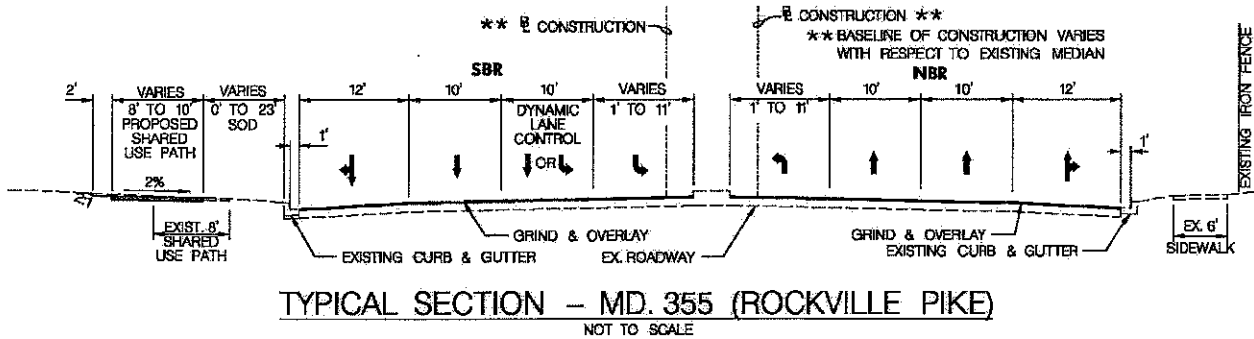 ** ℄ CONSTRUCTION
℄ CONSTRUCTION **
** BASELINE OF CONSTRUCTION VARIES
WITH RESPECT TO EXISTING MEDIAN
SBR
NBR
2'
VARIES
8' TO 10'
PROPOSED
SHARED
USE PATH
VARIES
0' TO 23'
SOD
1'
12'
10'
10'
DYNAMIC
LANE
CONTROL
OR
VARIES
1' TO 11'
VARIES
1' TO 11'
10'
10'
12'
1'
EXISTING IRON FENCE
2%
EXIST. 8'
SHARED
USE PATH
EXISTING CURB & GUTTER
GRIND & OVERLAY
EX. ROADWAY
GRIND & OVERLAY
EXISTING CURB & GUTTER
EX. 6'
SIDEWALK
TYPICAL SECTION - MD. 355 (ROCKVILLE PIKE)
NOT TO SCALE